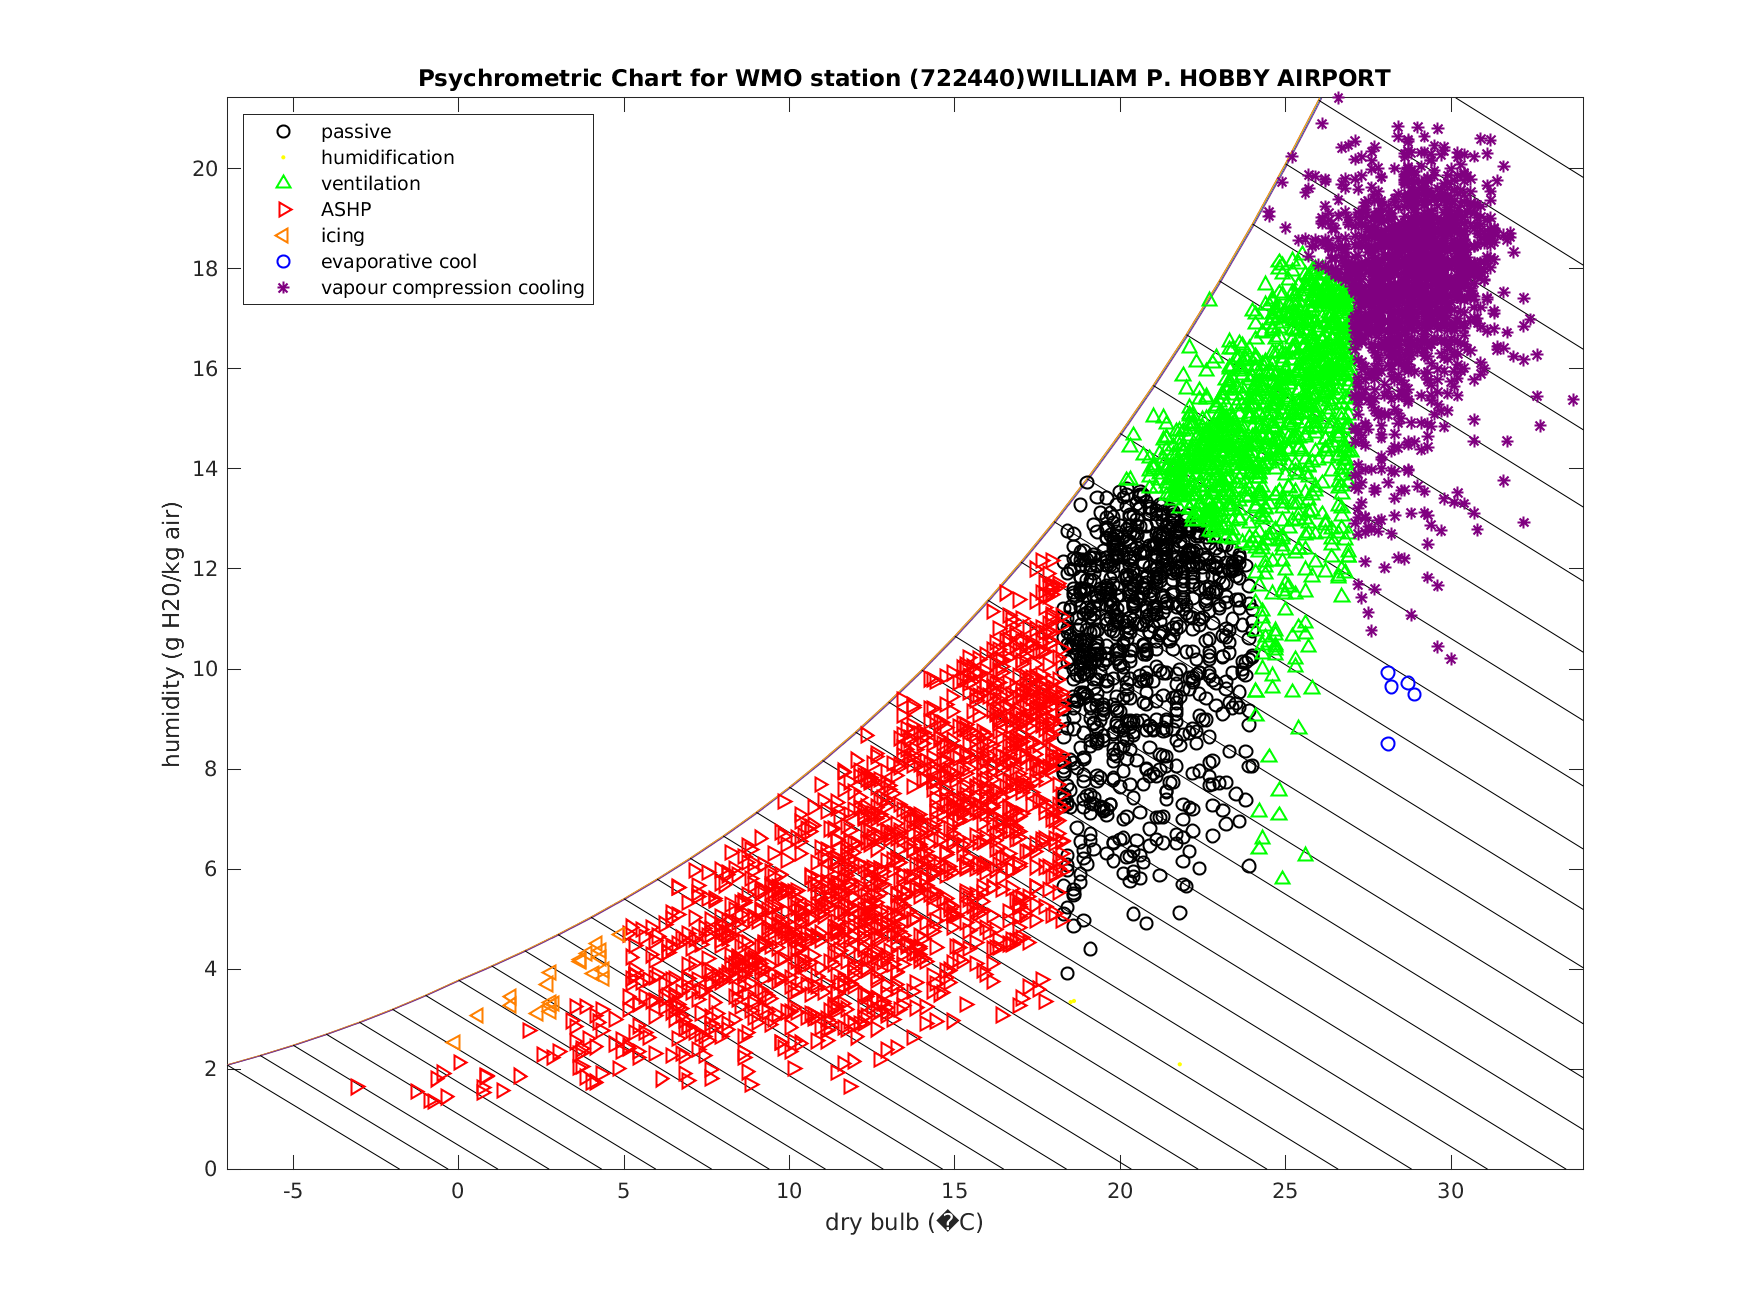 Psychrometric Chart for WMO station (722440)WILLIAM P. HOBBY AIRPORT
passive
humidification
ventilation
ASHP
icing
evaporative cool
vapour compression cooling
humidity (g H20/kg air)
20
18
16
14
12
10
8
6
4
2
0
-5 0 5 10 15 20 25 30
dry bulb (�C)